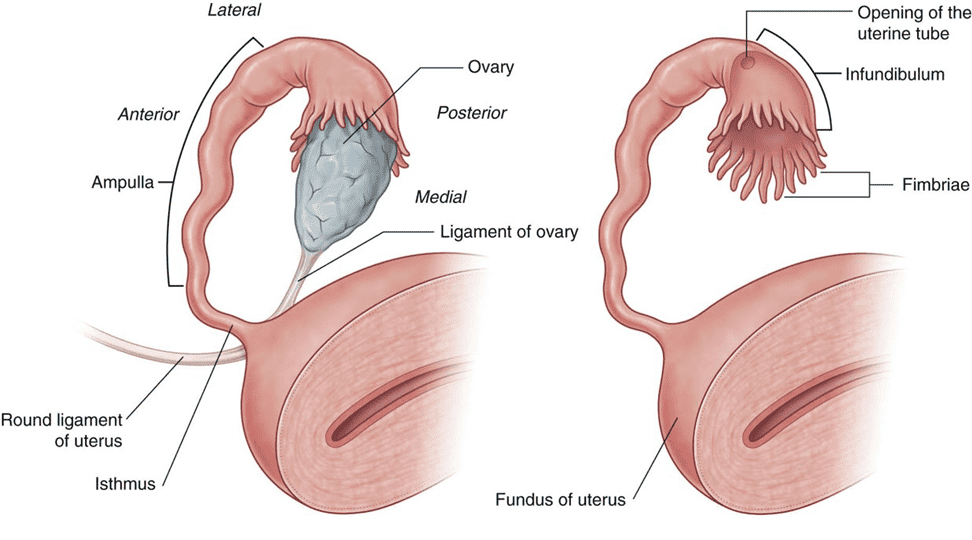 Lateral
Ovary
Anterior
Posterior
Ampulla
Medial
Ligament of ovary
Round ligament
of uterus
Isthmus
Opening of the
uterine tube
Infundibulum
Fimbriae
Fundus of uterus